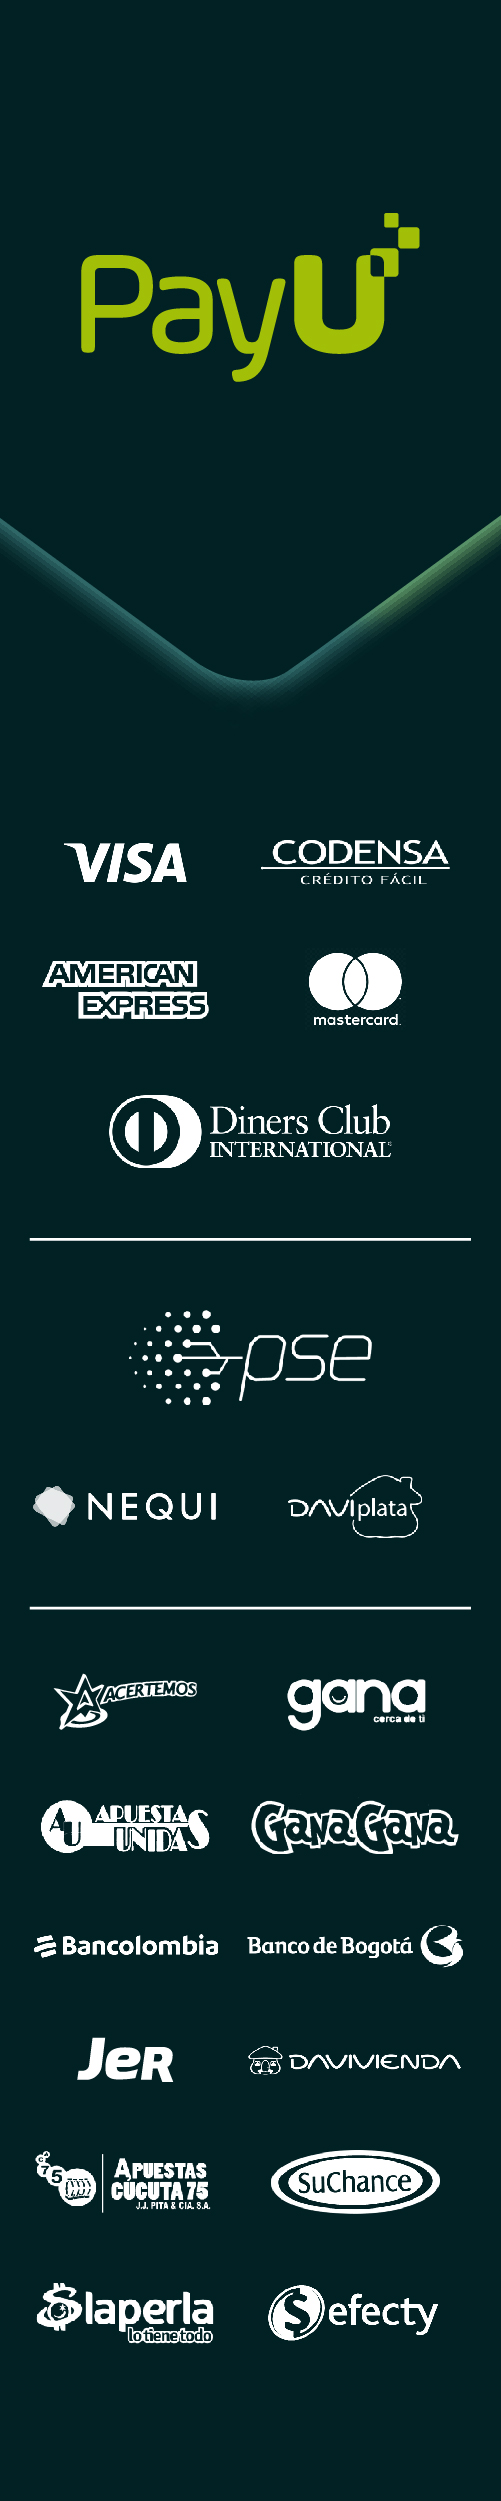 PayU
VISA
CODENSA
CRÉDITO FÁCIL
AMERICAN
EXPRESS
mastercard.
Diners Club
INTERNATIONAL
pse
NEQUI
DAVIplata
ACERTEMOS
gana
cerca de ti
AU
APUESTAS
UNIDAS
GanaGana
Bancolombia
Banco de Bogotá
JeR
DAVIVIENDA
75
APUESTAS
CÚCUTA 75
J.J. PITA & CIA. S.A.
SuChance
laperla
lo tiene todo
$ efecty